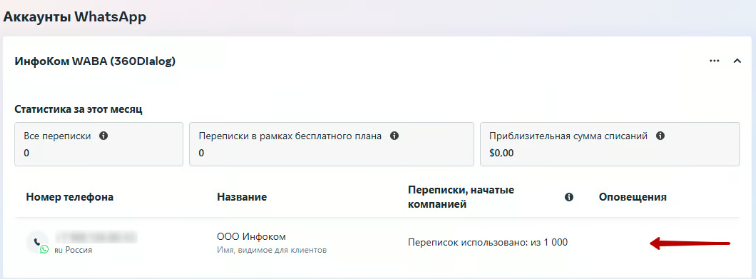 Аккаунты WhatsApp
ИнфоКом WABA (360DIalog)
Статистика за этот месяц
Все переписки
0
Переписки в рамках бесплатного плана
0
Приблизительная сумма списаний
$0,00
Номер телефона
Название
Переписки, начатые
компанией
Оповещения
RU Россия
ООО Инфоком
Имя, видимое для клиентов
Переписок использовано: из 1 000